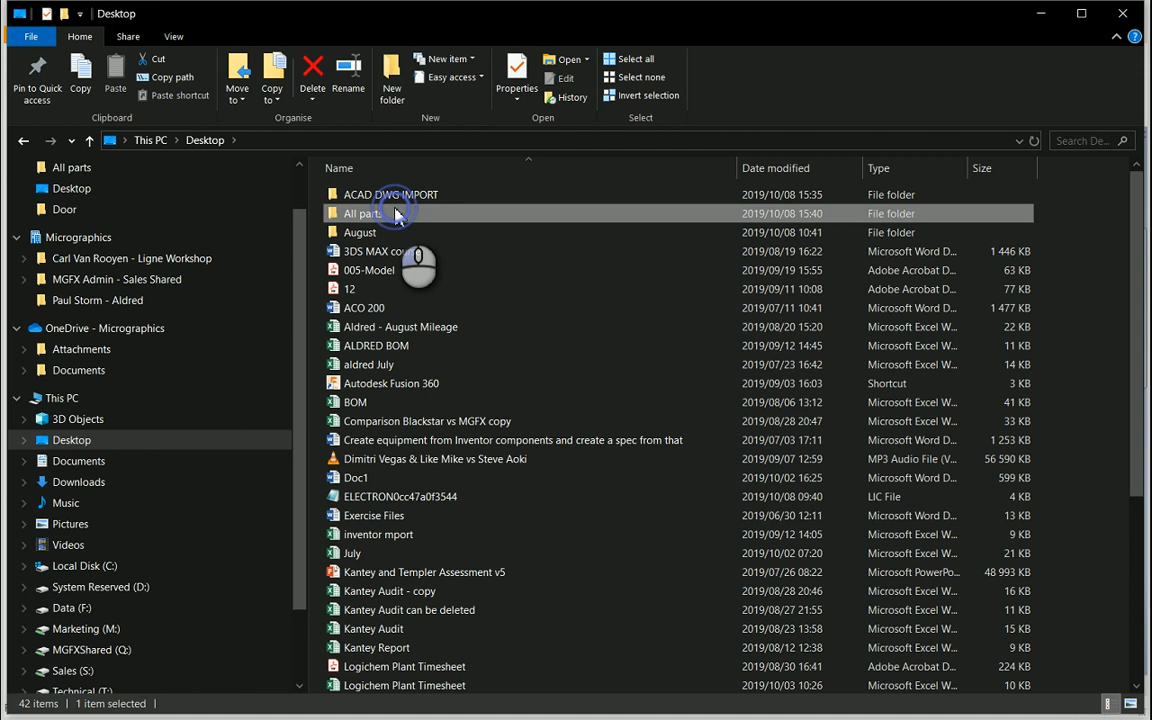 Desktop
File Home Share View
Pin to Quick access
Copy
Paste
Cut
Copy path
Paste shortcut
Clipboard
Move to
Copy to
Delete
Rename
Organise
New folder
New item
Easy access
New
Properties
Open
Edit
History
Open
Select all
Select none
Invert selection
Select
This PC > Desktop >
Search De...
Name Date modified Type Size
All parts
Desktop
Door
Micrographics
Carl Van Rooyen - Ligne Workshop
MGFX Admin - Sales Shared
Paul Storm - Aldred
OneDrive - Micrographics
Attachments
Documents
This PC
3D Objects
Desktop
Documents
Downloads
Music
Pictures
Videos
Local Disk (C:)
System Reserved (D:)
Data (F:)
Marketing (M:)
MGFXShared (Q:)
Sales (S:)
Technical (T:)
ACAD DWG IMPORT 2019/10/08 15:35 File folder
All parts 2019/10/08 15:40 File folder
August 2019/10/08 10:41 File folder
3DS MAX 2019/08/19 16:22 Microsoft Word D... 1 446 KB
005-Model 2019/09/19 15:55 Adobe Acrobat D... 63 KB
12 2019/09/11 10:08 Adobe Acrobat D... 77 KB
ACO 200 2019/07/11 10:41 Microsoft Word D... 1 477 KB
Aldred - August Mileage 2019/08/20 15:20 Microsoft Excel W... 22 KB
ALDRED BOM 2019/09/12 14:45 Microsoft Excel W... 11 KB
aldred July 2019/07/23 16:42 Microsoft Excel W... 14 KB
Autodesk Fusion 360 2019/09/03 16:03 Shortcut 3 KB
BOM 2019/08/06 13:12 Microsoft Excel W... 41 KB
Comparison Blackstar vs MGFX copy 2019/08/28 20:47 Microsoft Excel W... 33 KB
Create equipment from Inventor components and create a spec from that 2019/07/03 17:11 Microsoft Word D... 1 253 KB
Dimitri Vegas & Like Mike vs Steve Aoki 2019/09/07 12:59 MP3 Audio File (V... 56 590 KB
Doc1 2019/10/02 16:25 Microsoft Word D... 599 KB
ELECTRON0cc47a0f3544 2019/10/08 09:40 LIC File 4 KB
Exercise Files 2019/06/30 12:11 Microsoft Word D... 13 KB
inventor mport 2019/09/12 14:05 Microsoft Excel W... 9 KB
July 2019/10/02 07:20 Microsoft Excel W... 21 KB
Kantey and Templer Assessment v5 2019/07/26 08:22 Microsoft PowerPo... 48 993 KB
Kantey Audit - copy 2019/08/28 20:46 Microsoft Excel W... 16 KB
Kantey Audit can be deleted 2019/08/27 21:55 Microsoft Excel W... 11 KB
Kantey Audit 2019/08/23 13:58 Microsoft Excel W... 15 KB
Kantey Report 2019/08/12 12:38 Microsoft Excel W... 9 KB
Logichem Plant Timesheet 2019/08/30 16:41 Adobe Acrobat D... 224 KB
Logichem Plant Timesheet 2019/10/03 10:26 Microsoft Excel W... 10 KB
42 items 1 item selected